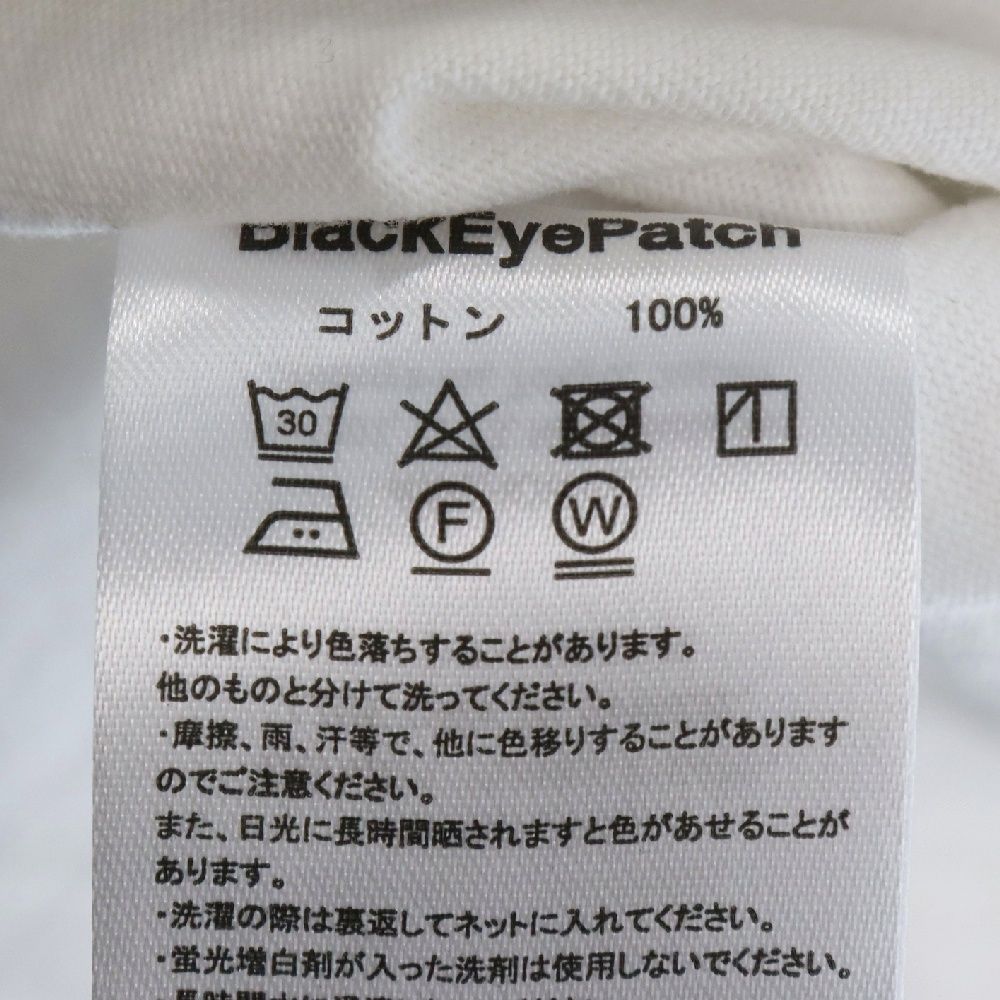 BlackEyePatch
コットン 100%
30
F W
・洗濯により色落ちすることがあります。
他のものと分けて洗ってください。
・摩擦、雨、汗等で、他に色移りすることがあります
のでご注意ください。
また、日光に長時間晒されますと色があせることが
あります。
・洗濯の際は裏返してネットに入れてください。
・蛍光増白剤が入った洗剤は使用しないでください。